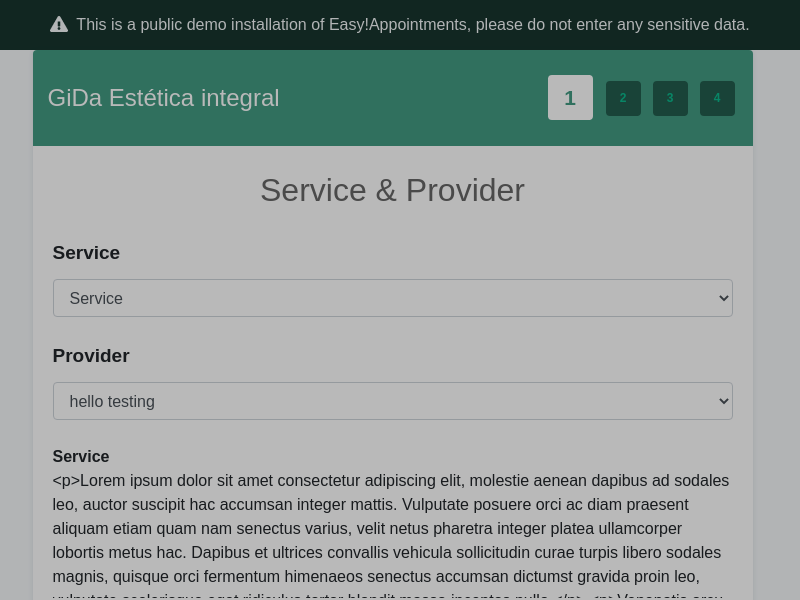 This is a public demo installation of Easy!Appointments, please do not enter any sensitive data.
GiDa Estética integral
1 2 3 4
Service & Provider
Service
Service
Provider
hello testing
Service
<p>Lorem ipsum dolor sit amet consectetur adipiscing elit, molestie aenean dapibus ad sodales
leo, auctor suscipit hac accumsan integer mattis. Vulputate posuere orci ac diam praesent
aliquam etiam quam nam senectus varius, velit netus pharetra integer platea ullamcorper
lobortis metus hac. Dapibus et ultrices convallis vehicula sollicitudin curae turpis libero sodales
magnis, quisque orci fermentum himenaeos senectus accumsan dictumst gravida proin leo,